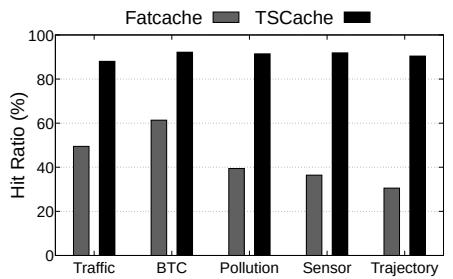 Fatcache TSCache
Hit Ratio (%)
100
80
60
40
20
0
Traffic BTC Pollution Sensor Trajectory